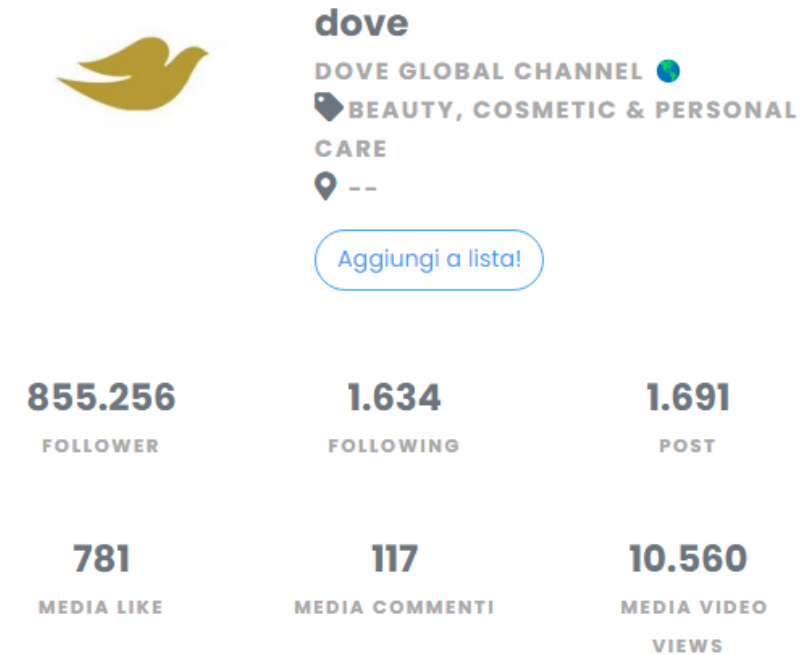 dove
DOVE GLOBAL CHANNEL 🌎
BEAUTY, COSMETIC & PERSONAL
CARE
--
Aggiungi a lista!
855.256 1.634 1.691
FOLLOWER FOLLOWING POST
781 117 10.560
MEDIA LIKE MEDIA COMMENTI MEDIA VIDEO
VIEWS